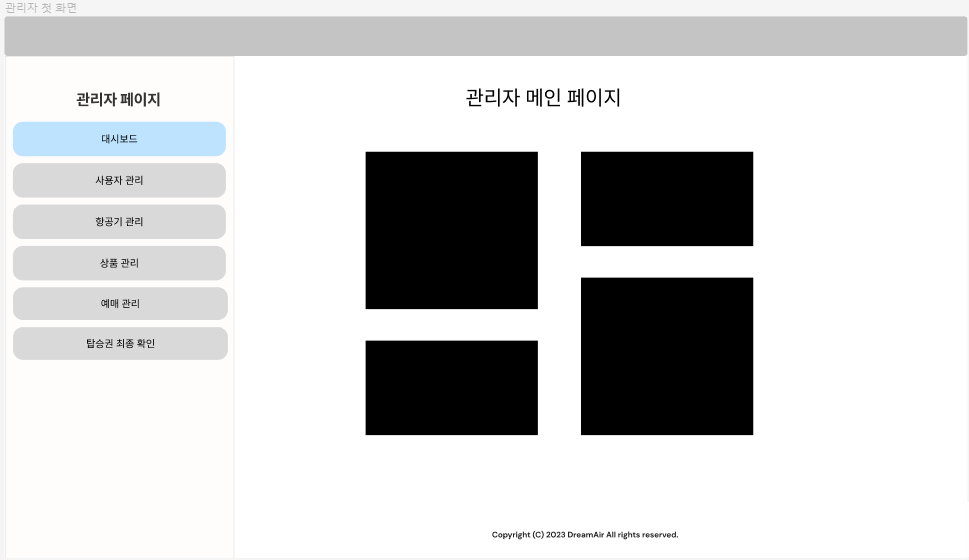 관리자 첫 화면
관리자 페이지
대시보드
사용자 관리
항공기 관리
상품 관리
예매 관리
탑승권 최종 확인
관리자 메인 페이지
Copyright (C) 2023 DreamAir All rights reserved.